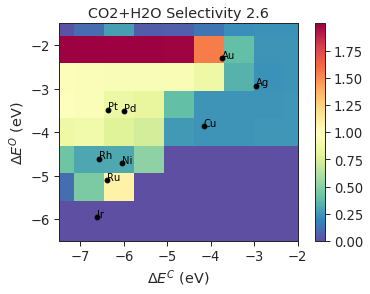 CO2+H2O Selectivity 2.6
−2
−3
−4
−5
−6
ΔE^O (eV)
Au
Ag
Pt
Pd
Cu
Rh
Ni
Ru
Ir
−7
−6
−5
−4
−3
−2
ΔE^C (eV)
1.75
1.50
1.25
1.00
0.75
0.50
0.25
0.00